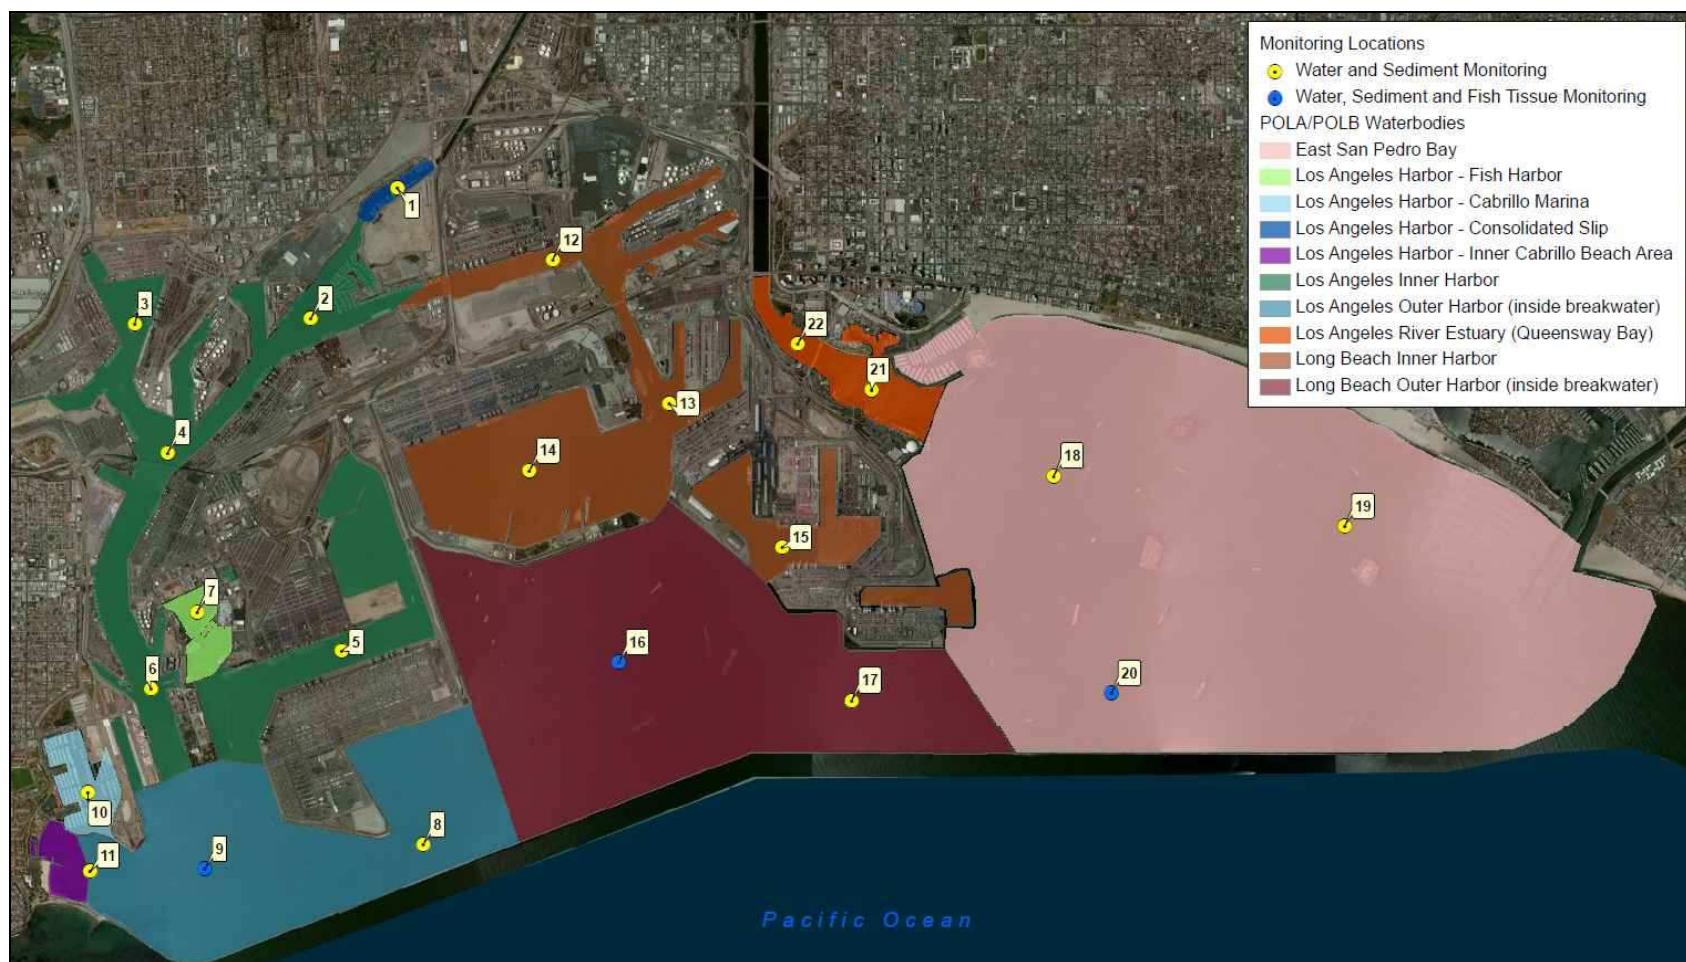 Monitoring Locations
Water and Sediment Monitoring
Water, Sediment and Fish Tissue Monitoring
POLA/POLB Waterbodies
East San Pedro Bay
Los Angeles Harbor - Fish Harbor
Los Angeles Harbor - Cabrillo Marina
Los Angeles Harbor - Consolidated Slip
Los Angeles Harbor - Inner Cabrillo Beach Area
Los Angeles Inner Harbor
Los Angeles Outer Harbor (inside breakwater)
Los Angeles River Estuary (Queensway Bay)
Long Beach Inner Harbor
Long Beach Outer Harbor (inside breakwater)
1
12
2
3
22
21
13
4
14
18
19
15
7
5
16
6
20
17
10
8
9
11
Pacific Ocean